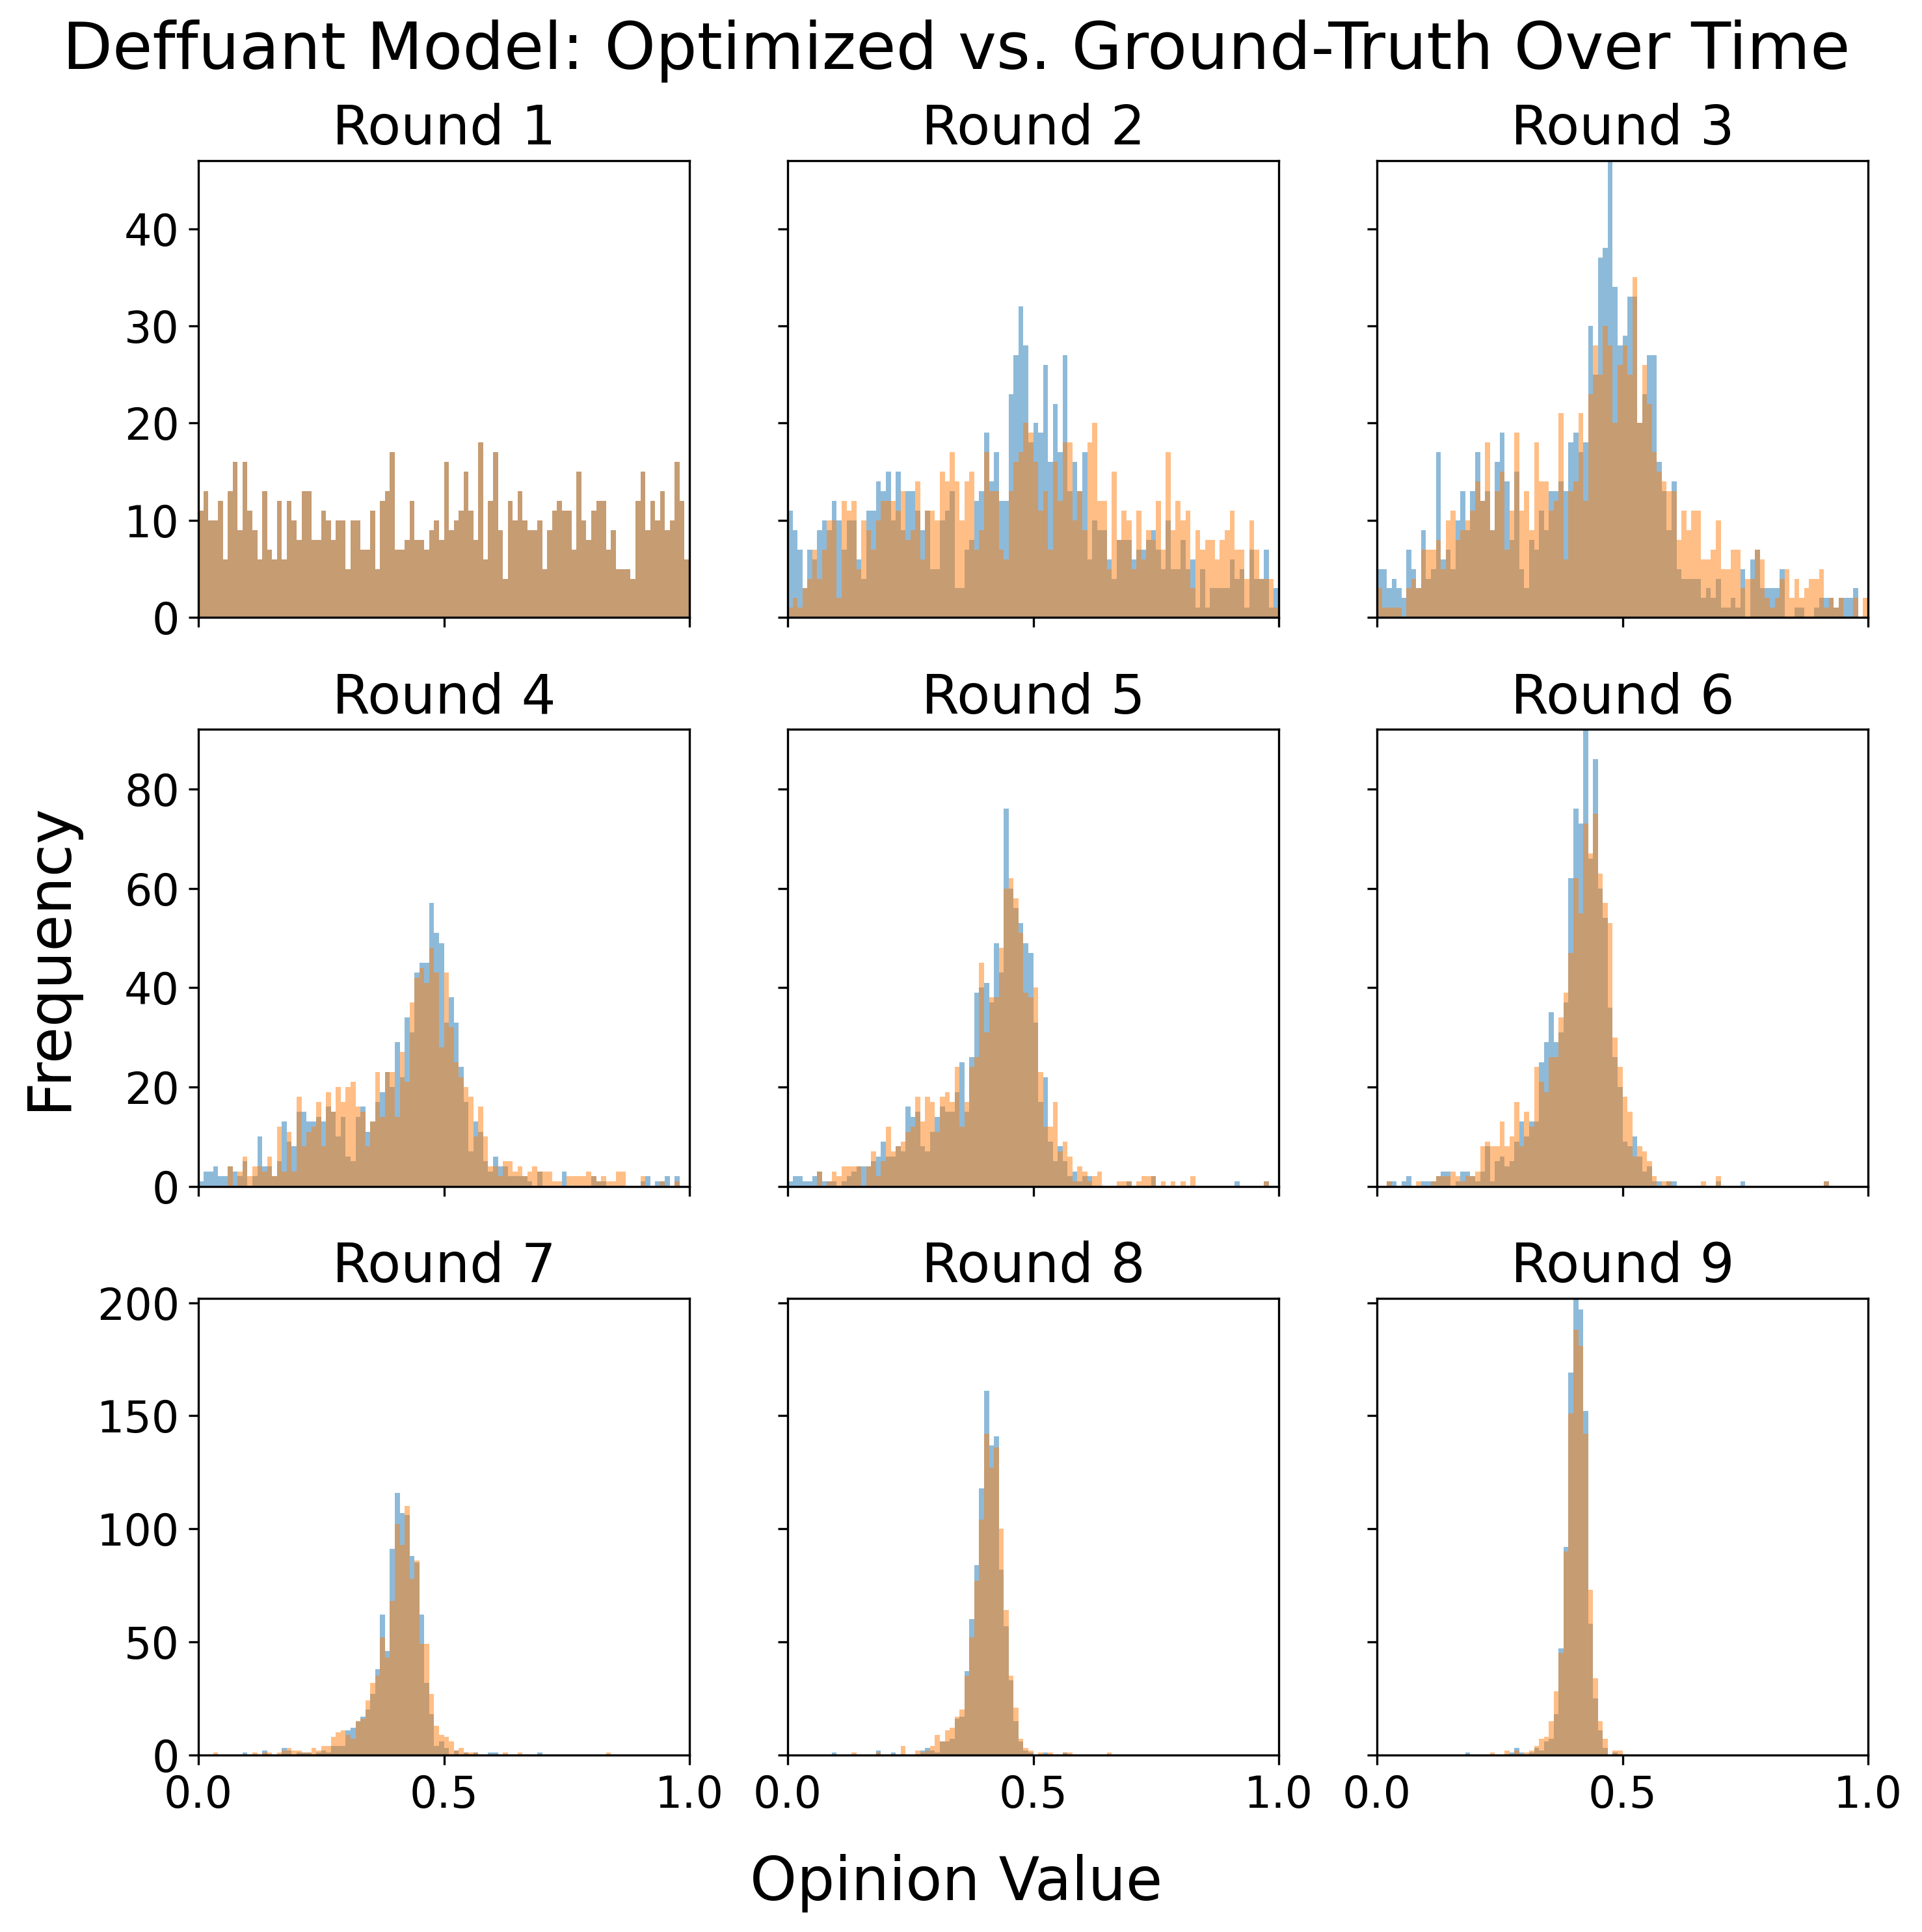 Deffuant Model: Optimized vs. Ground-Truth Over Time
Round 1
Round 2
Round 3
40
30
20
10
0
Round 4
Round 5
Round 6
Frequency
80
60
40
20
0
Round 7
Round 8
Round 9
200
150
100
50
0
0.0 0.5 1.0
0.0 0.5 1.0
0.0 0.5 1.0
Opinion Value